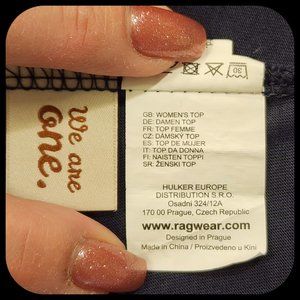 We are
one.
30
GB: WOMEN'S TOP
DE: DAMEN TOP
FR: TOP FEMME
CZ: DÁMSKÝ TOP
ES: TOP DE MUJER
IT: TOP DA DONNA
FI: NAISTEN TOPPI
SR: ŽENSKI TOP
HULKER EUROPE
DISTRIBUTION S.R.O.
Osadní 324/12A
170 00 Prague, Czech Republic
www.ragwear.com
Designed in Prague
Made in China / Proizvedeno u Kini